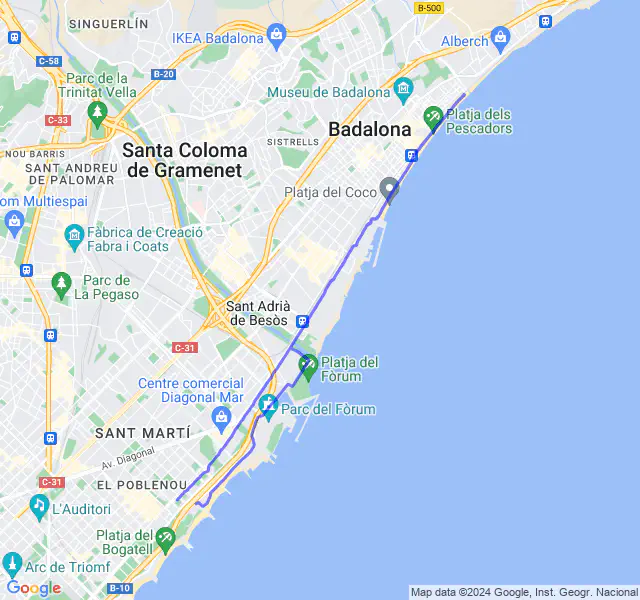 B-500
SINGUERLÍN
IKEA Badalona
Alberch
C-58
B-20
Parc de la
Trinitat Vella
Museu de Badalona
C-33
Platja dels
Pescadors
Badalona
NOU BARRIS
SISTRELLS
Santa Coloma
de Gramenet
SANT ANDREU
DE PALOMAR
Platja del Coco
om Multiespai
Fàbrica de Creació
Fabra i Coats
Parc de
La Pegaso
Sant Adrià
de Besòs
C-31
Platja del
Fòrum
Centre comercial
Diagonal Mar
Parc del Fòrum
SANT MARTÍ
Av. Diagonal
C-31
EL POBLENOU
L'Auditori
Platja del
Bogatell
Arc de Triomf
Google
B-10
Map data ©2024 Google, Inst. Geogr. Nacional